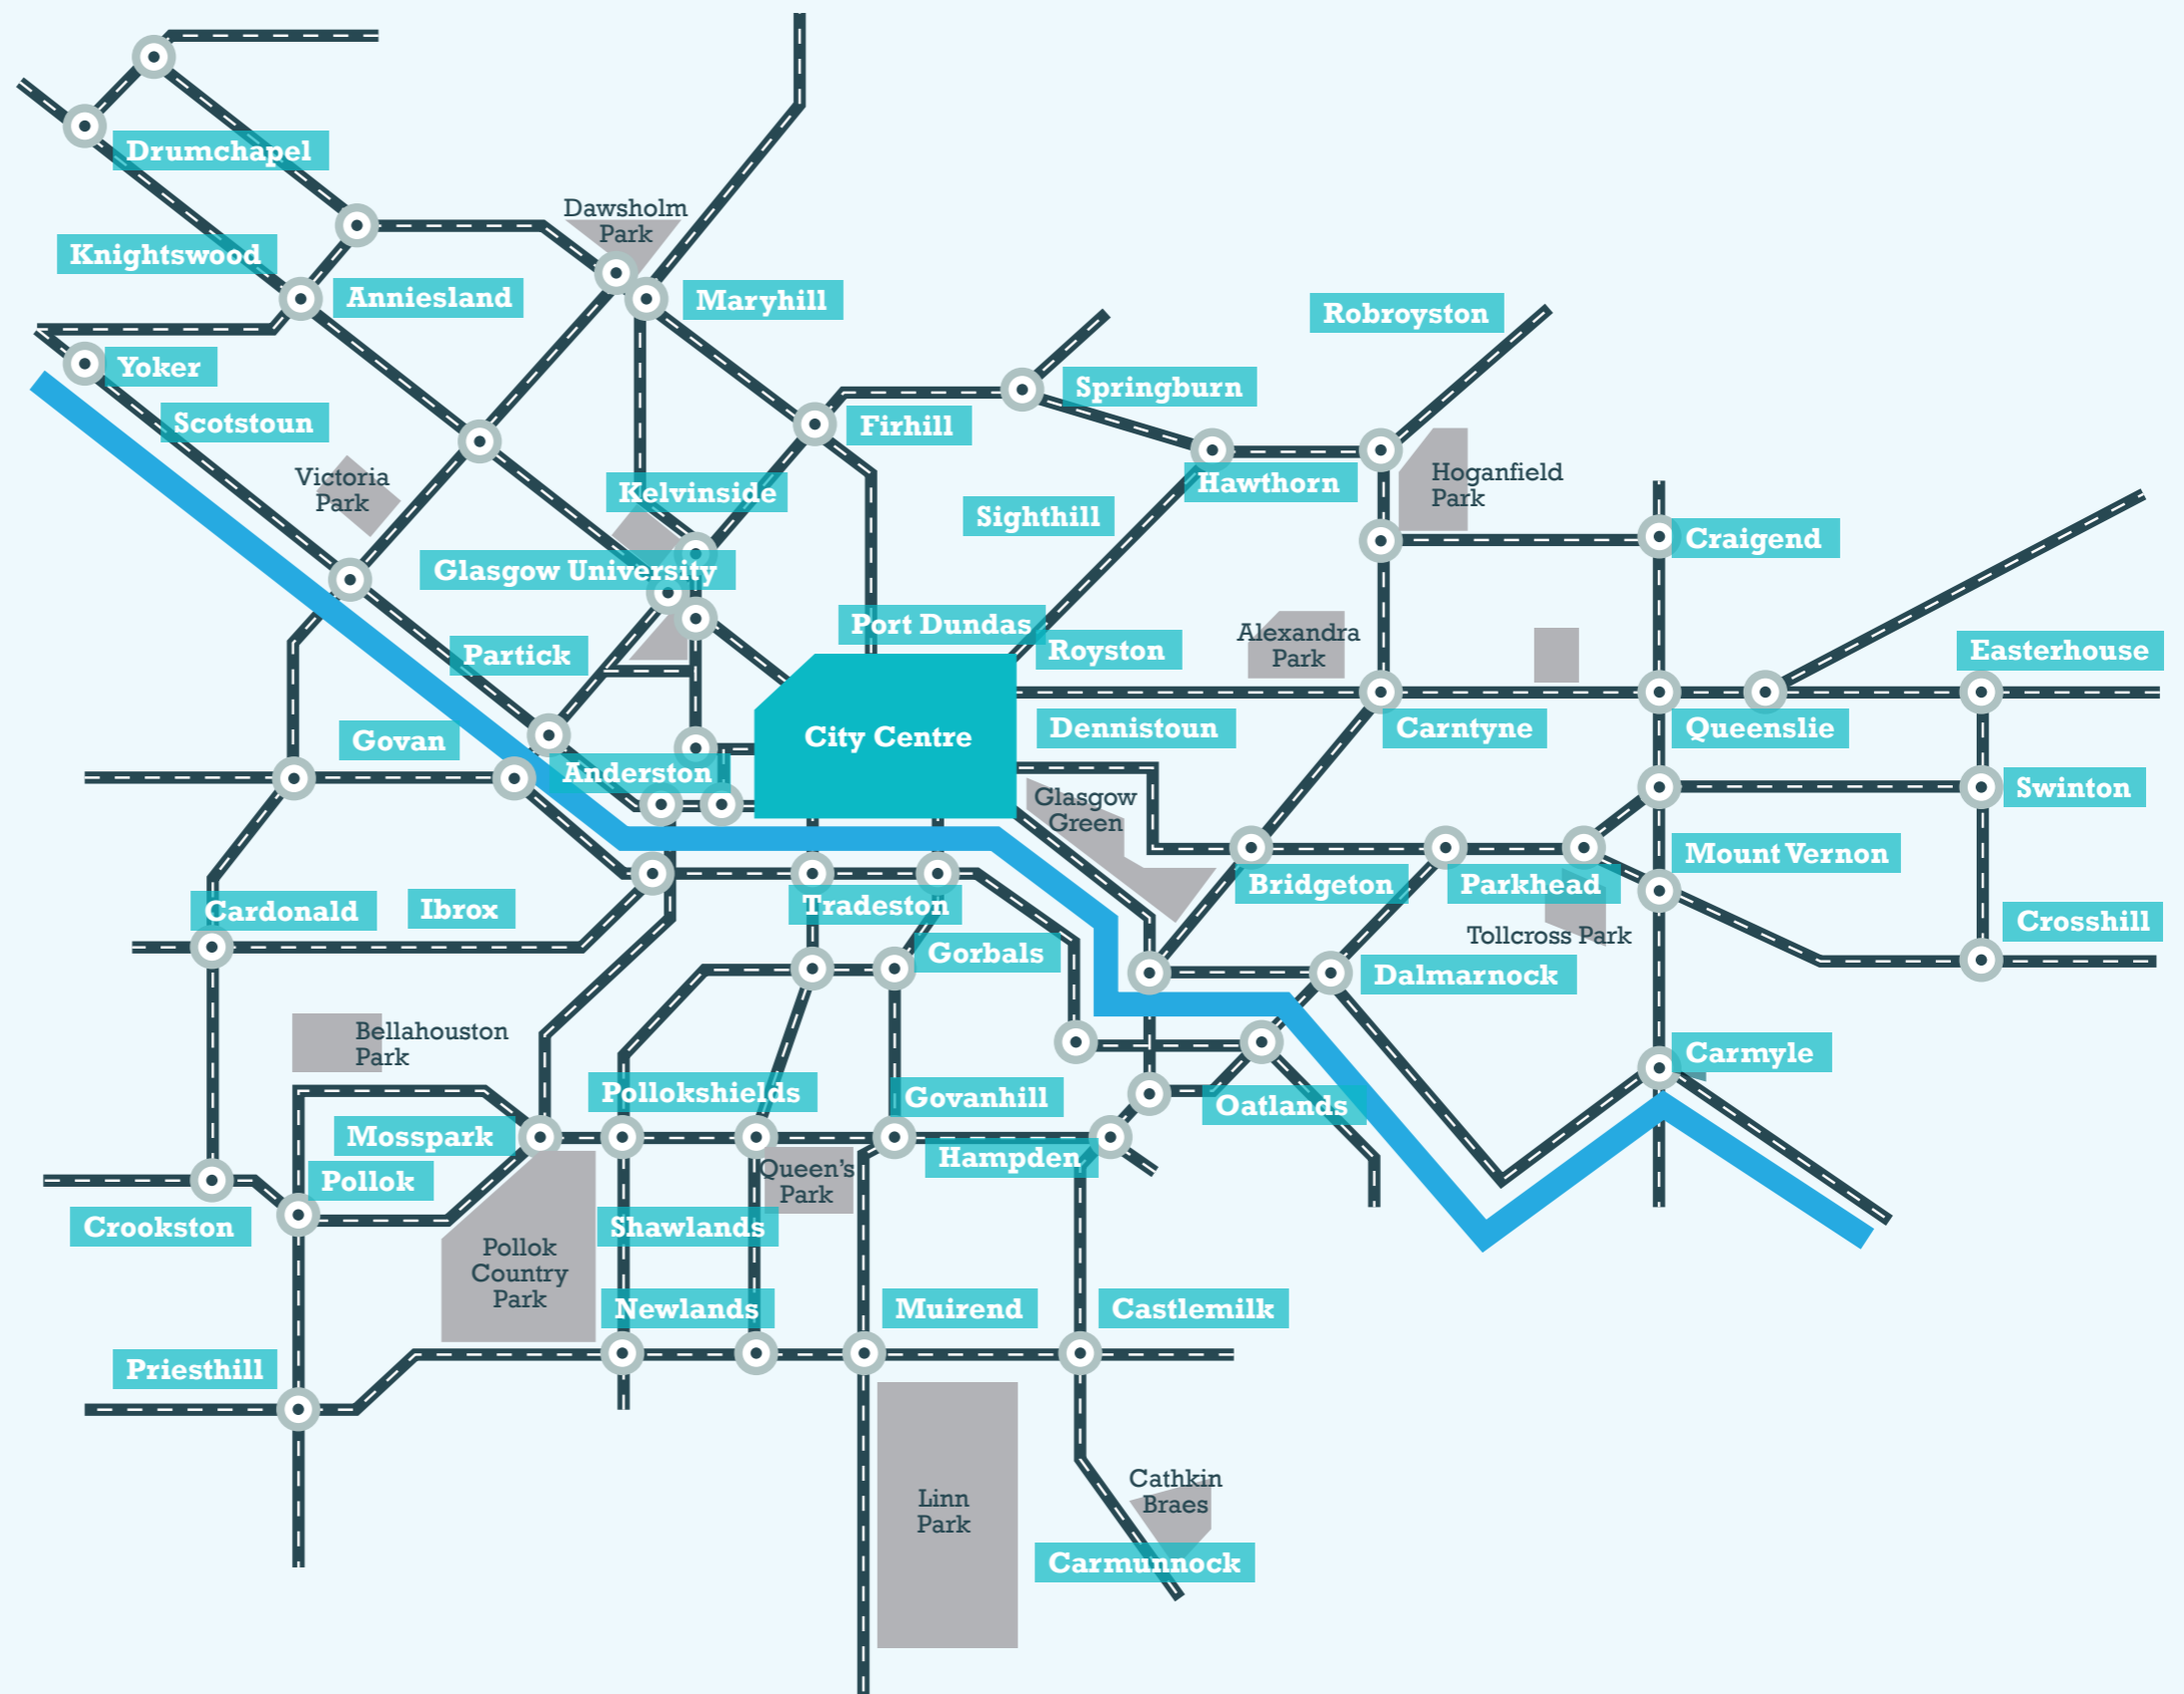 Drumchapel
Dawsholm
Park
Knightswood
Anniesland
Maryhill
Robroyston
Yoker
Springburn
Scotstoun
Firhill
Victoria
Park
Kelvinside
Hawthorn
Hoganfield
Park
Sighthill
Craigend
Glasgow University
Port Dundas
Alexandra
Park
Partick
Royston
Easterhouse
Govan
City Centre
Dennistoun
Carntyne
Queenslie
Anderston
Glasgow
Green
Swinton
Mount Vernon
Bridgeton
Parkhead
Cardonald
Ibrox
Tradeston
Crosshill
Tollcross Park
Gorbals
Dalmarnock
Bellahouston
Park
Carmyle
Pollokshields
Govanhill
Oatlands
Mosspark
Hampden
Queen's
Park
Pollok
Crookston
Shawlands
Pollok
Country
Park
Newlands
Muirend
Castlemilk
Priesthill
Cathkin
Braes
Linn
Park
Carmunnock